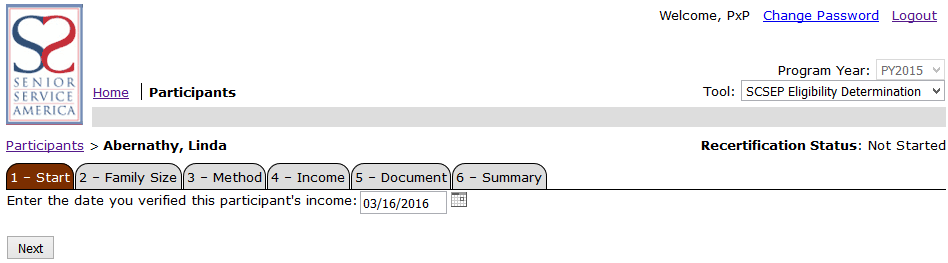 Welcome, PxP Change Password Logout
SENIOR
SERVICE
AMERICA
Program Year: PY2015
Home Participants
Tool: SCSEP Eligibility Determination
Participants > Abernathy, Linda
Recertification Status: Not Started
1 – Start 2 – Family Size 3 – Method 4 – Income 5 – Document 6 – Summary
Enter the date you verified this participant's income: 03/16/2016
Next